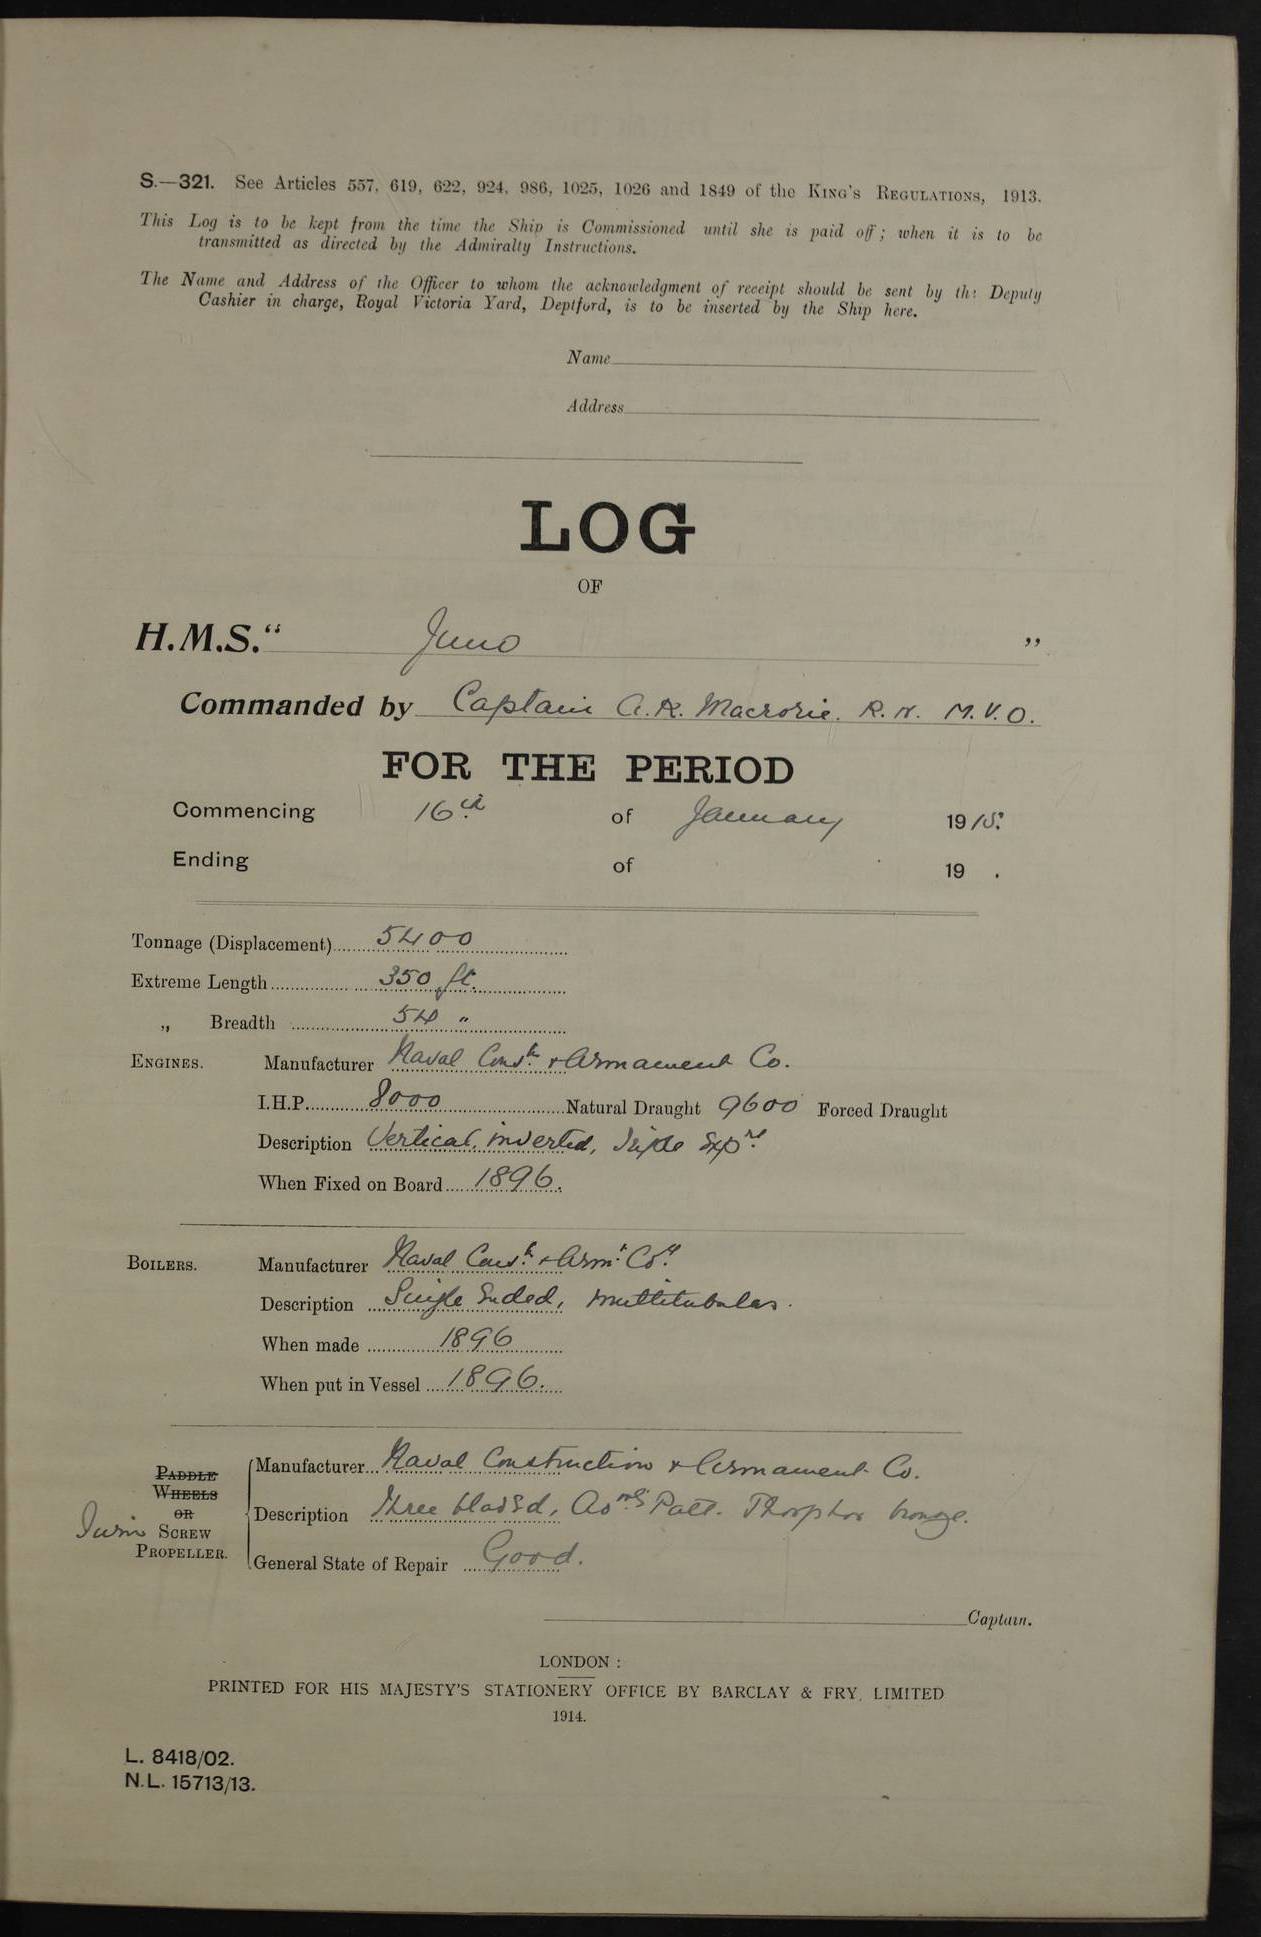 S.—321. See Articles 557, 619, 622, 924, 986, 1025, 1026 and 1849 of the King's Regulations, 1913.
This Log is to be kept from the time the Ship is Commissioned until she is paid off; when it is to be
transmitted as directed by the Admiralty Instructions.
The Name and Address of the Officer to whom the acknowledgment of receipt should be sent by the Deputy
Cashier in charge, Royal Victoria Yard, Deptford, is to be inserted by the Ship here.
Name
Address
LOG
OF
H.M.S. “ Juno ”
Commanded by Captain A.K. Macrorie. R.N. M.V.O.
FOR THE PERIOD
Commencing 16th of January 1915.
Ending of 19 .
Tonnage (Displacement) 5400
Extreme Length 350 ft.
„ Breadth 54 "
ENGINES. Manufacturer Naval Constn. & Armament Co.
I.H.P. 8000 Natural Draught 9600 Forced Draught
Description Vertical, inverted, Triple Expn.
When Fixed on Board 1896.
BOILERS. Manufacturer Naval Consn. & Armt. Coy.
Description Single Ended, multitubular.
When made 1896
When put in Vessel 1896.
PADDLE WHEELS OR Twin SCREW PROPELLER.
Manufacturer Naval Construction & Armament Co.
Description three bladed, Patt. Phosphor bronze.
General State of Repair Good.
Captain.
LONDON:
PRINTED FOR HIS MAJESTY'S STATIONERY OFFICE BY BARCLAY & FRY, LIMITED
1914.
L. 8418/02.
N.L. 15713/13.